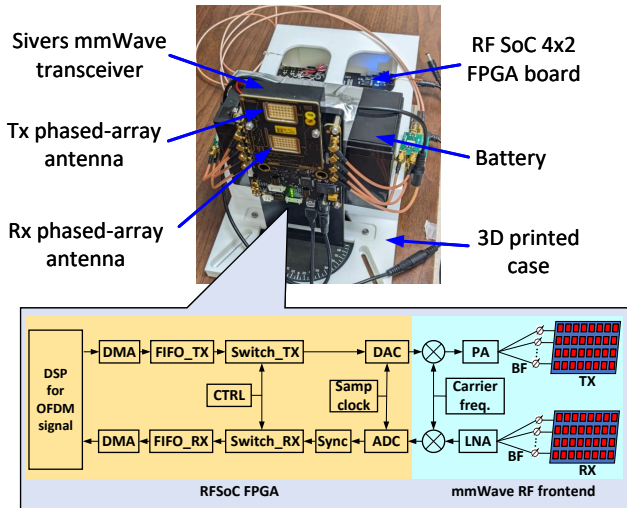 Sivers mmWave
transceiver
RF SoC 4x2
FPGA board
Tx phased-array
antenna
Battery
Rx phased-array
antenna
3D printed
case
DSP
for
OFDM
signal
DMA
FIFO_TX
Switch_TX
DAC
PA
BF
TX
CTRL
Samp
clock
Carrier
freq.
DMA
FIFO_RX
Switch_RX
Sync
ADC
LNA
BF
RX
RFSoC FPGA
mmWave RF frontend